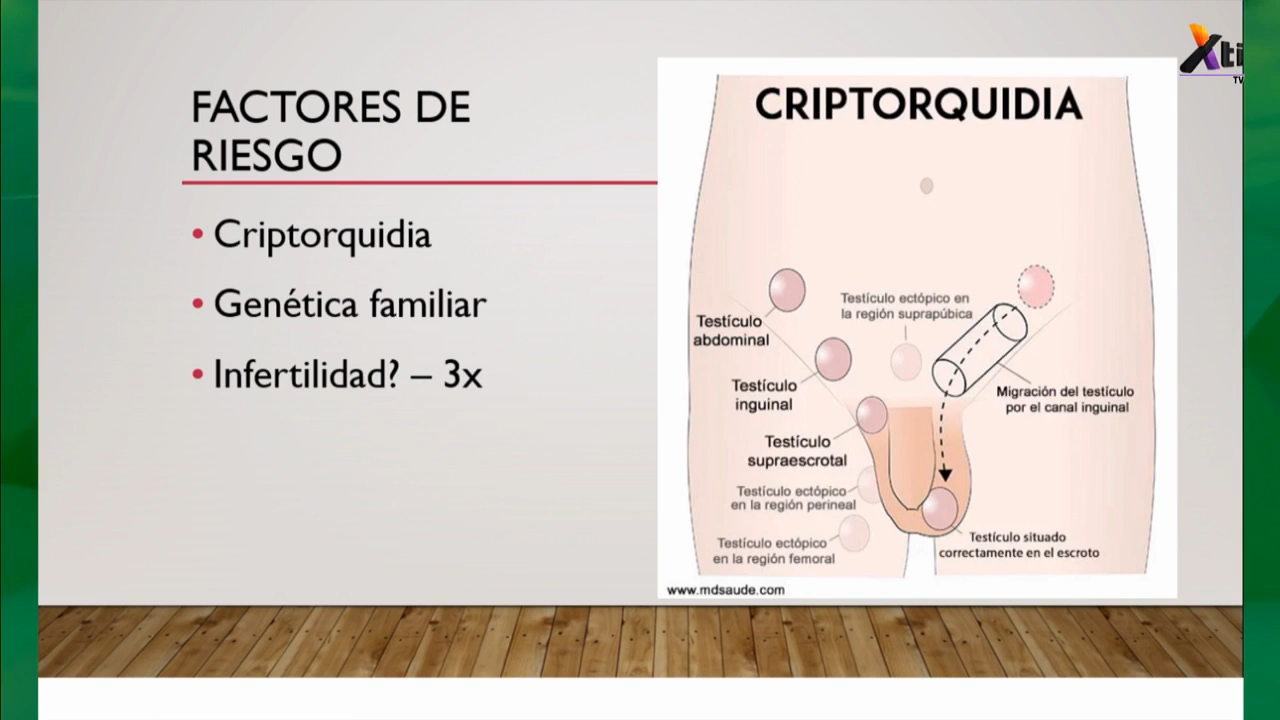 FACTORES DE
RIESGO
• Criptorquidia
• Genética familiar
• Infertilidad? – 3x
CRIPTORQUIDIA
Testículo
abdominal
Testículo ectópico en
la región suprapúbica
Testículo
inguinal
Migración del testículo
por el canal inguinal
Testículo
supraescrotal
Testículo ectópico
en la región perineal
Testículo ectópico
en la región femoral
Testículo situado
correctamente en el escroto
www.mdsaude.com
Xti
TV